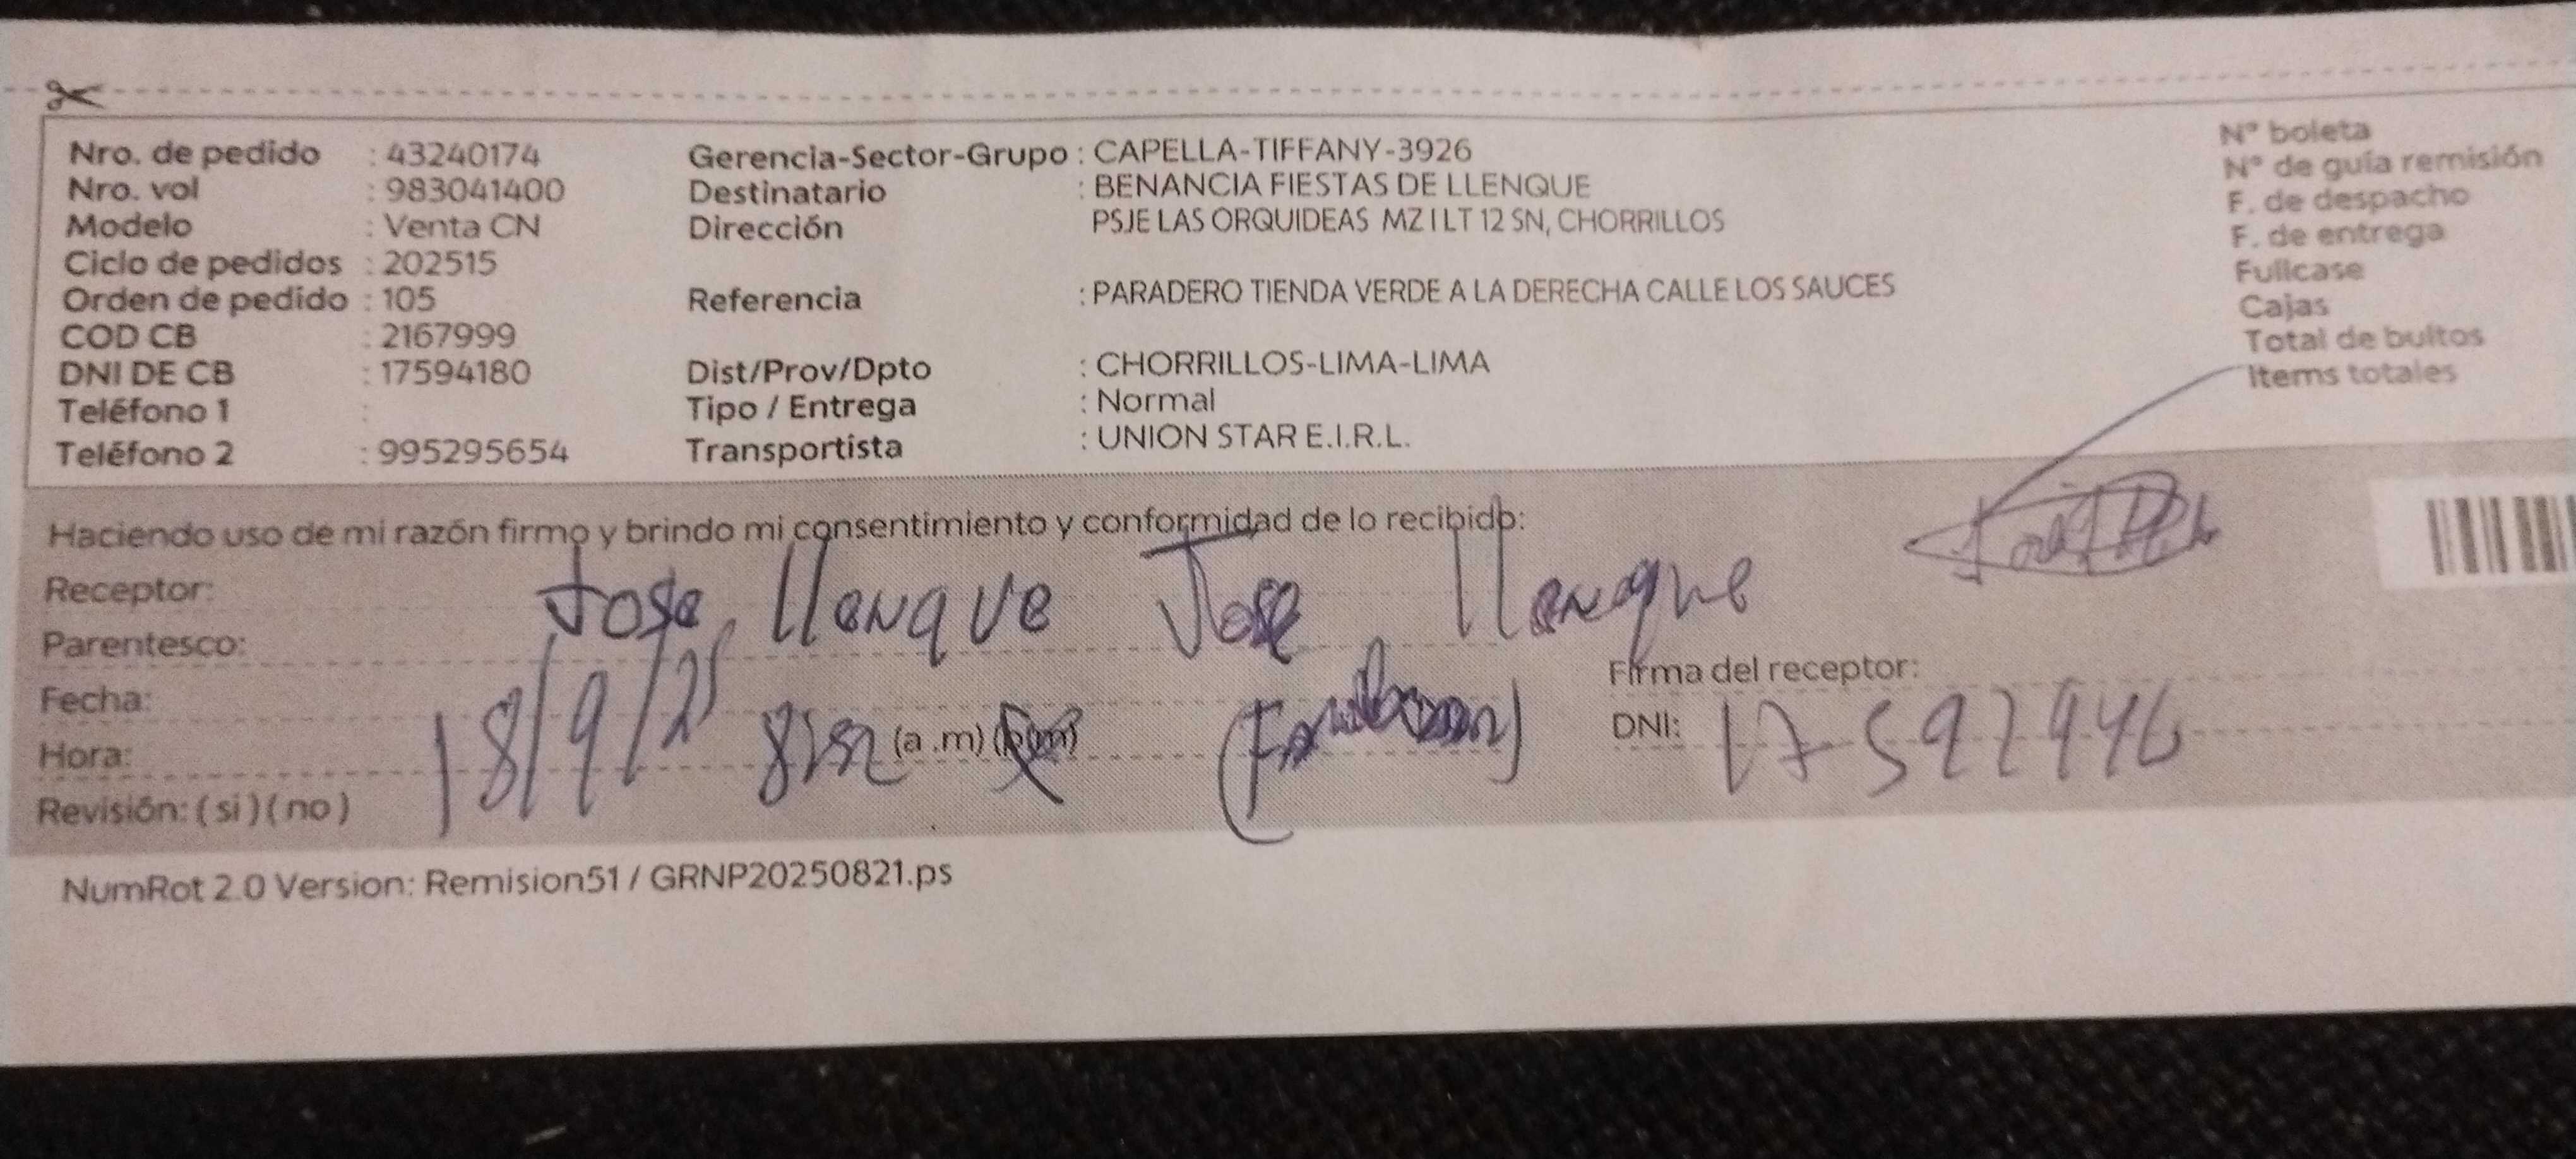 Nro. de pedido : 43240174 Gerencia-Sector-Grupo : CAPELLA-TIFFANY-3926 N° boleta
Nro. vol : 983041400 Destinatario : BENANCIA FIESTAS DE LLENQUE N° de guía remisión
Modelo : Venta CN Dirección PSJE LAS ORQUIDEAS MZ I LT 12 SN, CHORRILLOS F. de despacho
Ciclo de pedidos : 202515 F. de entrega
Orden de pedido : 105 Referencia : PARADERO TIENDA VERDE A LA DERECHA CALLE LOS SAUCES Fullcase
COD CB : 2167999 Cajas
DNI DE CB : 17594180 Dist/Prov/Dpto : CHORRILLOS-LIMA-LIMA Total de bultos
Teléfono 1 : Tipo / Entrega : Normal Items totales
Teléfono 2 : 995295654 Transportista : UNION STAR E.I.R.L.
Haciendo uso de mi razón firmo y brindo mi consentimiento y conformidad de lo recibido:
Receptor: Jose Llenque Jose Llenque
Parentesco:
Firma del receptor:
Fecha: 18/9/25
DNI: 17592946
Hora: (a .m)
Revisión: ( si ) ( no )
NumRot 2.0 Version: Remision51 / GRNP20250821.ps